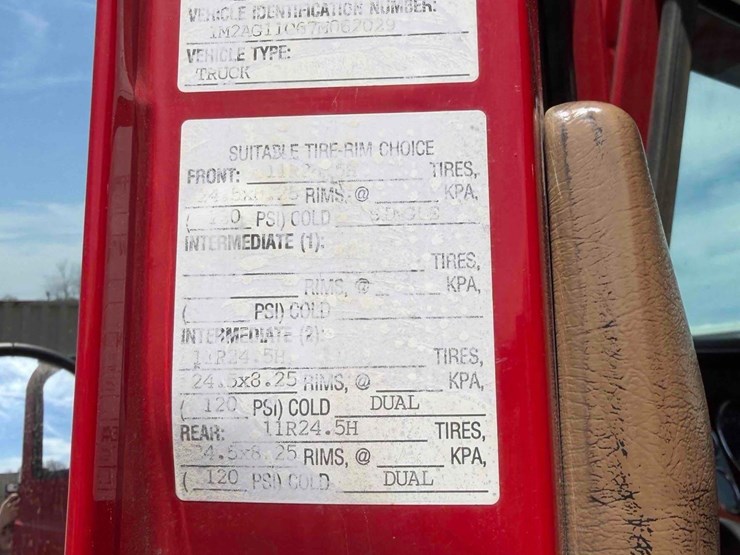 VEHICLE IDENTIFICATION NUMBER:
VEHICLE TYPE:
TRUCK
SUITABLE TIRE-RIM CHOICE
FRONT: TIRES,
RIMS, @ KPA,
( 120 PSI) COLD SINGLE
INTERMEDIATE (1):
TIRES,
RIMS, @ KPA,
( PSI) COLD
INTERMEDIATE (2):
11R24.5H TIRES,
24.5x8.25 RIMS, @ KPA,
( 120 PSI) COLD DUAL
REAR: 11R24.5H TIRES,
24.5x8.25 RIMS, @ KPA,
( 120 PSI) COLD DUAL